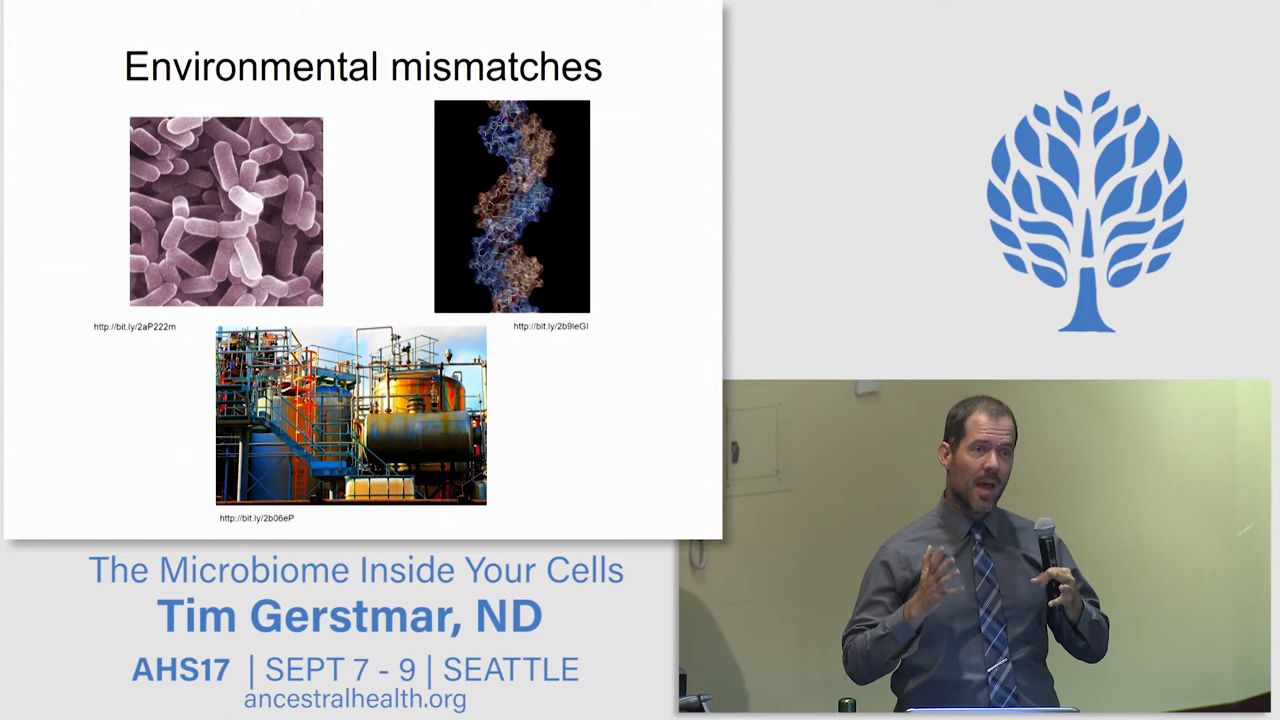 Environmental mismatches
http://bit.ly/2aP222m
http://bit.ly/2b9leGl
http://bit.ly/2b06eP
The Microbiome Inside Your Cells
Tim Gerstmar, ND
AHS17 | SEPT 7 - 9 | SEATTLE
ancestralhealth.org